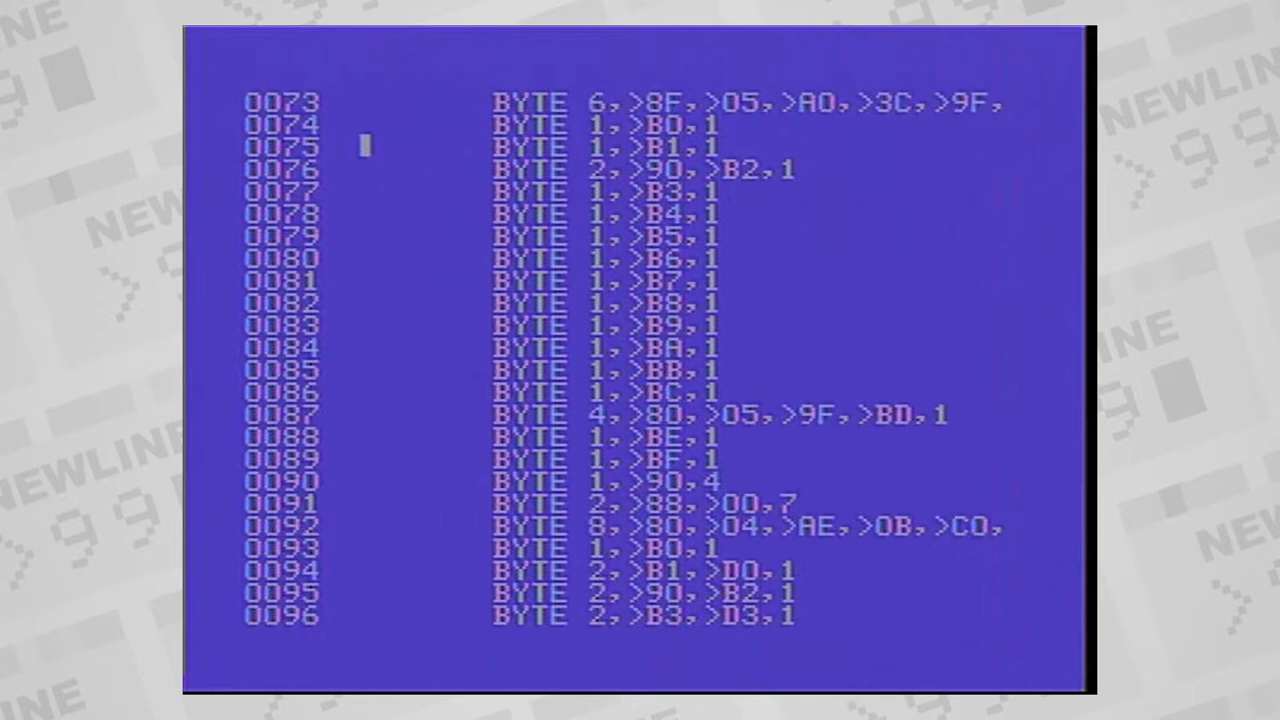 0073 BYTE 6,>8F,>05,>A0,>3C,>9F,
0074 BYTE 1,>B0,1
0075 BYTE 1,>B1,1
0076 BYTE 2,>90,>B2,1
0077 BYTE 1,>B3,1
0078 BYTE 1,>B4,1
0079 BYTE 1,>B5,1
0080 BYTE 1,>B6,1
0081 BYTE 1,>B7,1
0082 BYTE 1,>B8,1
0083 BYTE 1,>B9,1
0084 BYTE 1,>BA,1
0085 BYTE 1,>BB,1
0086 BYTE 1,>BC,1
0087 BYTE 4,>80,>05,>9F,>BD,1
0088 BYTE 1,>BE,1
0089 BYTE 1,>BF,1
0090 BYTE 1,>90,4
0091 BYTE 2,>88,>00,7
0092 BYTE 8,>80,>04,>AE,>0B,>C0,
0093 BYTE 1,>B0,1
0094 BYTE 2,>B1,>D0,1
0095 BYTE 2,>90,>B2,1
0096 BYTE 2,>B3,>D3,1
NEWLINE
>99